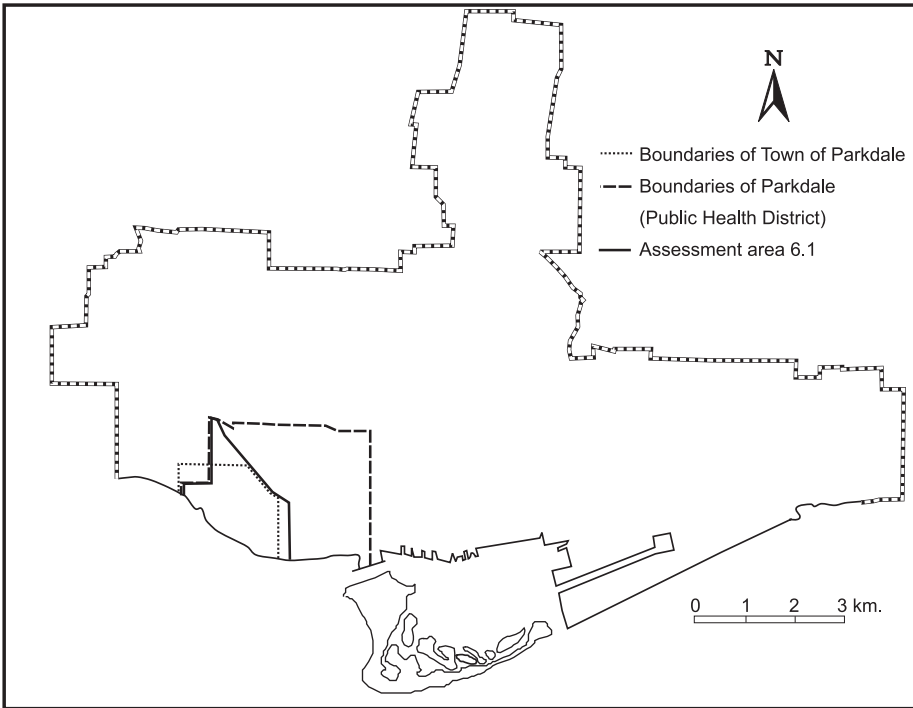 N
Boundaries of Town of Parkdale
Boundaries of Parkdale
(Public Health District)
Assessment area 6.1
0 1 2 3 km.